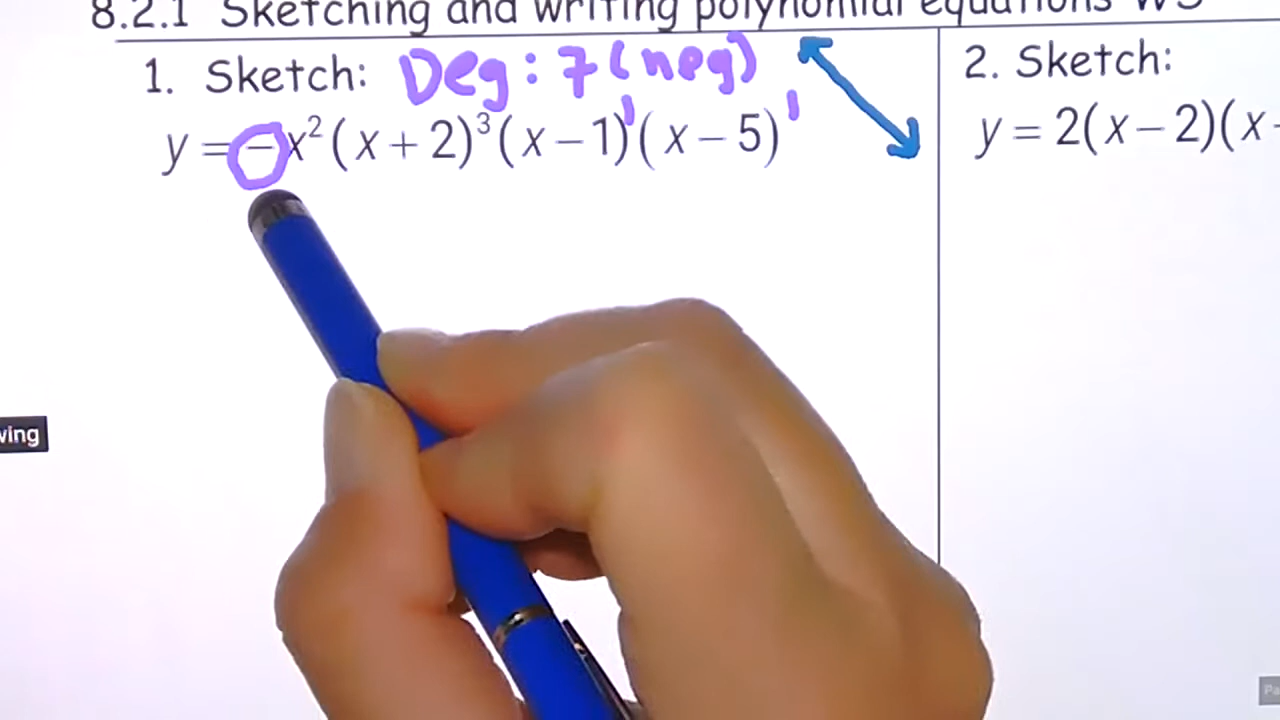 8.2.1 Sketching and writing polynomial equations WS
1. Sketch: Deg: 7 (neg)
y = −x²(x + 2)³(x − 1)¹(x − 5)¹
2. Sketch:
y = 2(x − 2)(x −
wing